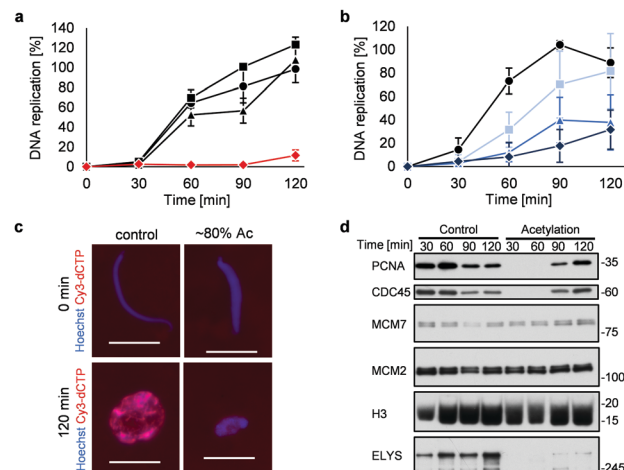 a
DNA replication [%]
140
120
100
80
60
40
20
0
0 30 60 90 120
Time [min]
b
DNA replication [%]
120
100
80
60
40
20
0
0 30 60 90 120
Time [min]
c
control ~80% Ac
0 min
Hoechst Cy3-dCTP
120 min
Hoechst Cy3-dCTP
d
Control Acetylation
Time [min] 30 60 90 120 30 60 90 120
PCNA -35
CDC45 -60
MCM7 -75
MCM2 -100
H3 -20
-15
ELYS -245